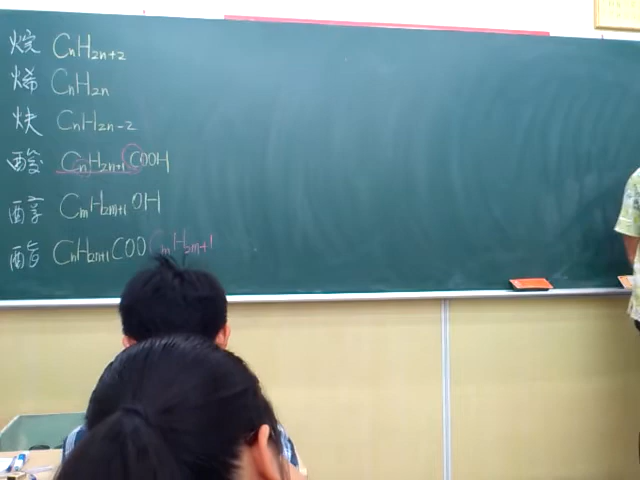 烷 CnH2n+2
烯 CnH2n
炔 CnH2n-2
酸 CnH2n+1COOH
醇 CmH2m+1OH
酯 CnH2n+1COOCmH2m+1